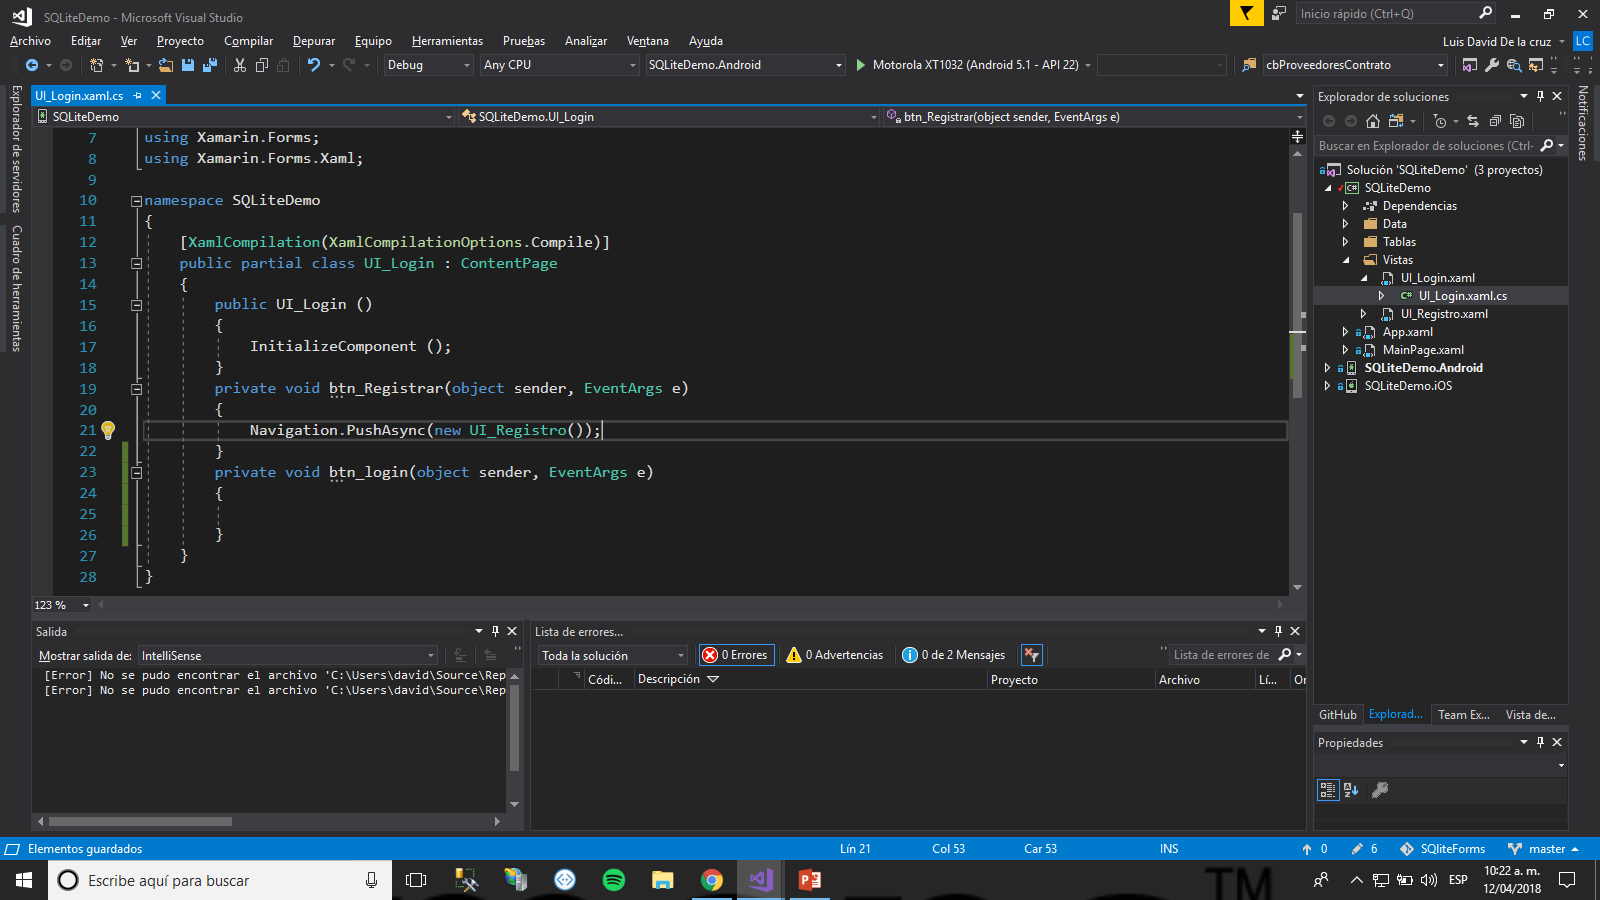 SQLiteDemo - Microsoft Visual Studio
Inicio rápido (Ctrl+Q)
Archivo Editar Ver Proyecto Compilar Depurar Equipo Herramientas Pruebas Analizar Ventana Ayuda
Luis David De la cruz LC
Debug Any CPU SQLiteDemo.Android Motorola XT1032 (Android 5.1 - API 22) cbProveedoresContrato
Explorador de servidores
Cuadro de herramientas
UI_Login.xaml.cs
SQLiteDemo SQLiteDemo.UI_Login btn_Registrar(object sender, EventArgs e)
7 using Xamarin.Forms;
8 using Xamarin.Forms.Xaml;
9
10 namespace SQLiteDemo
11 {
12 [XamlCompilation(XamlCompilationOptions.Compile)]
13 public partial class UI_Login : ContentPage
14 {
15 public UI_Login ()
16 {
17 InitializeComponent ();
18 }
19 private void btn_Registrar(object sender, EventArgs e)
20 {
21 Navigation.PushAsync(new UI_Registro());
22 }
23 private void btn_login(object sender, EventArgs e)
24 {
25
26 }
27 }
28 }
123 %
Salida
Mostrar salida de: IntelliSense
[Error] No se pudo encontrar el archivo 'C:\Users\david\Source\Rep
[Error] No se pudo encontrar el archivo 'C:\Users\david\Source\Rep
Lista de errores...
Toda la solución 0 Errores 0 Advertencias 0 de 2 Mensajes Lista de errores de
Códi... Descripción Proyecto Archivo Lí... Or
Explorador de soluciones
Buscar en Explorador de soluciones (Ctrl-
Solución 'SQLiteDemo' (3 proyectos)
C# SQLiteDemo
Dependencias
Data
Tablas
Vistas
UI_Login.xaml
C# UI_Login.xaml.cs
UI_Registro.xaml
App.xaml
MainPage.xaml
SQLiteDemo.Android
SQLiteDemo.iOS
GitHub Explorad... Team Ex... Vista de...
Propiedades
Notificaciones
Elementos guardados Lín 21 Col 53 Car 53 INS 0 6 SQliteForms master
Escribe aquí para buscar
TM
ESP
10:22 a. m.
12/04/2018